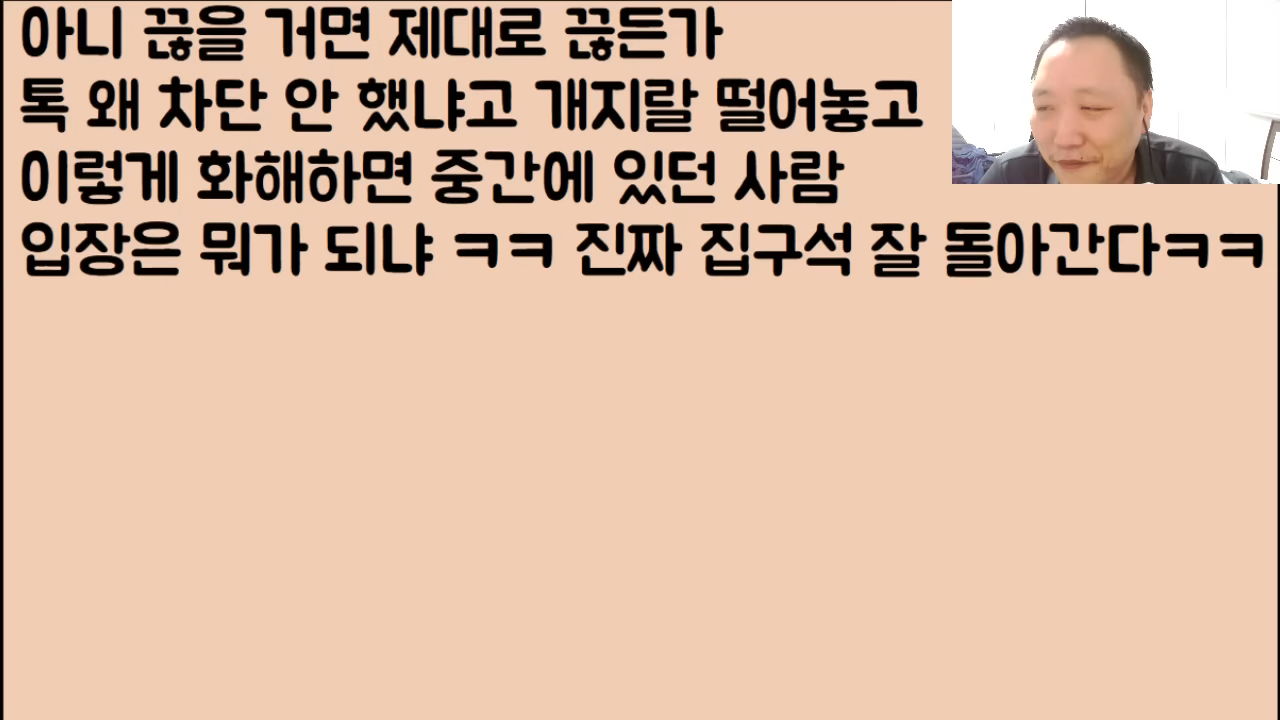 아니 끊을 거면 제대로 끊든가
톡 왜 차단 안 했냐고 개지랄 떨어놓고
이렇게 화해하면 중간에 있던 사람
입장은 뭐가 되냐 ㅋㅋ 진짜 집구석 잘 돌아간다ㅋㅋ